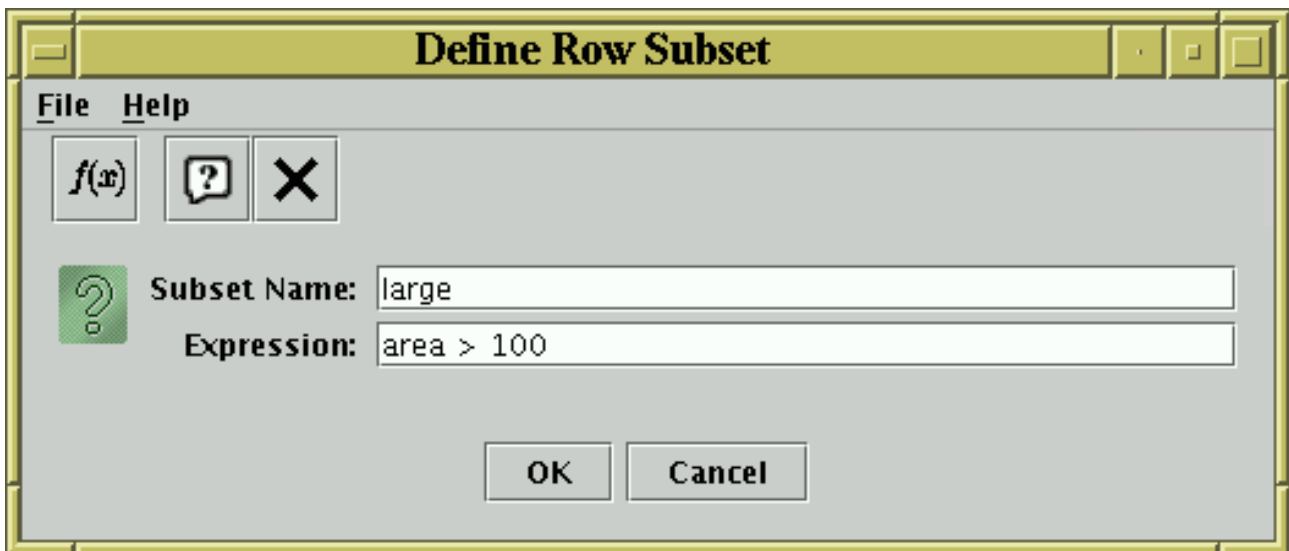 Define Row Subset
File Help
f(x) ?
Subset Name: large
? Expression: area > 100
OK Cancel